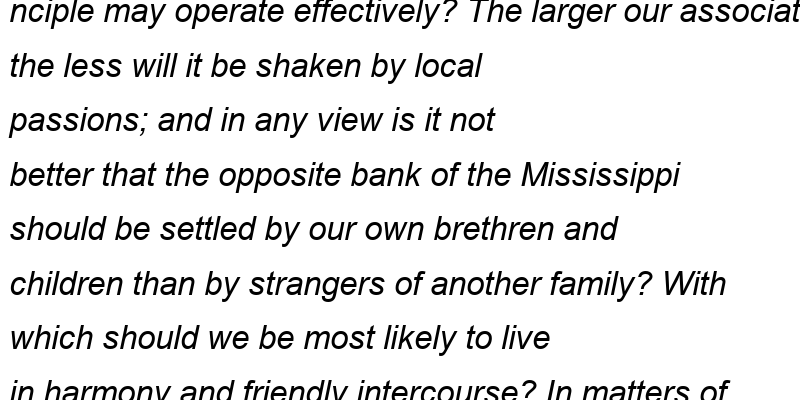 nciple may operate effectively? The larger our associat
the less will it be shaken by local
passions; and in any view is it not
better that the opposite bank of the Mississippi
should be settled by our own brethren and
children than by strangers of another family? With
which should we be most likely to live
in harmony and friendly intercourse? In matters of